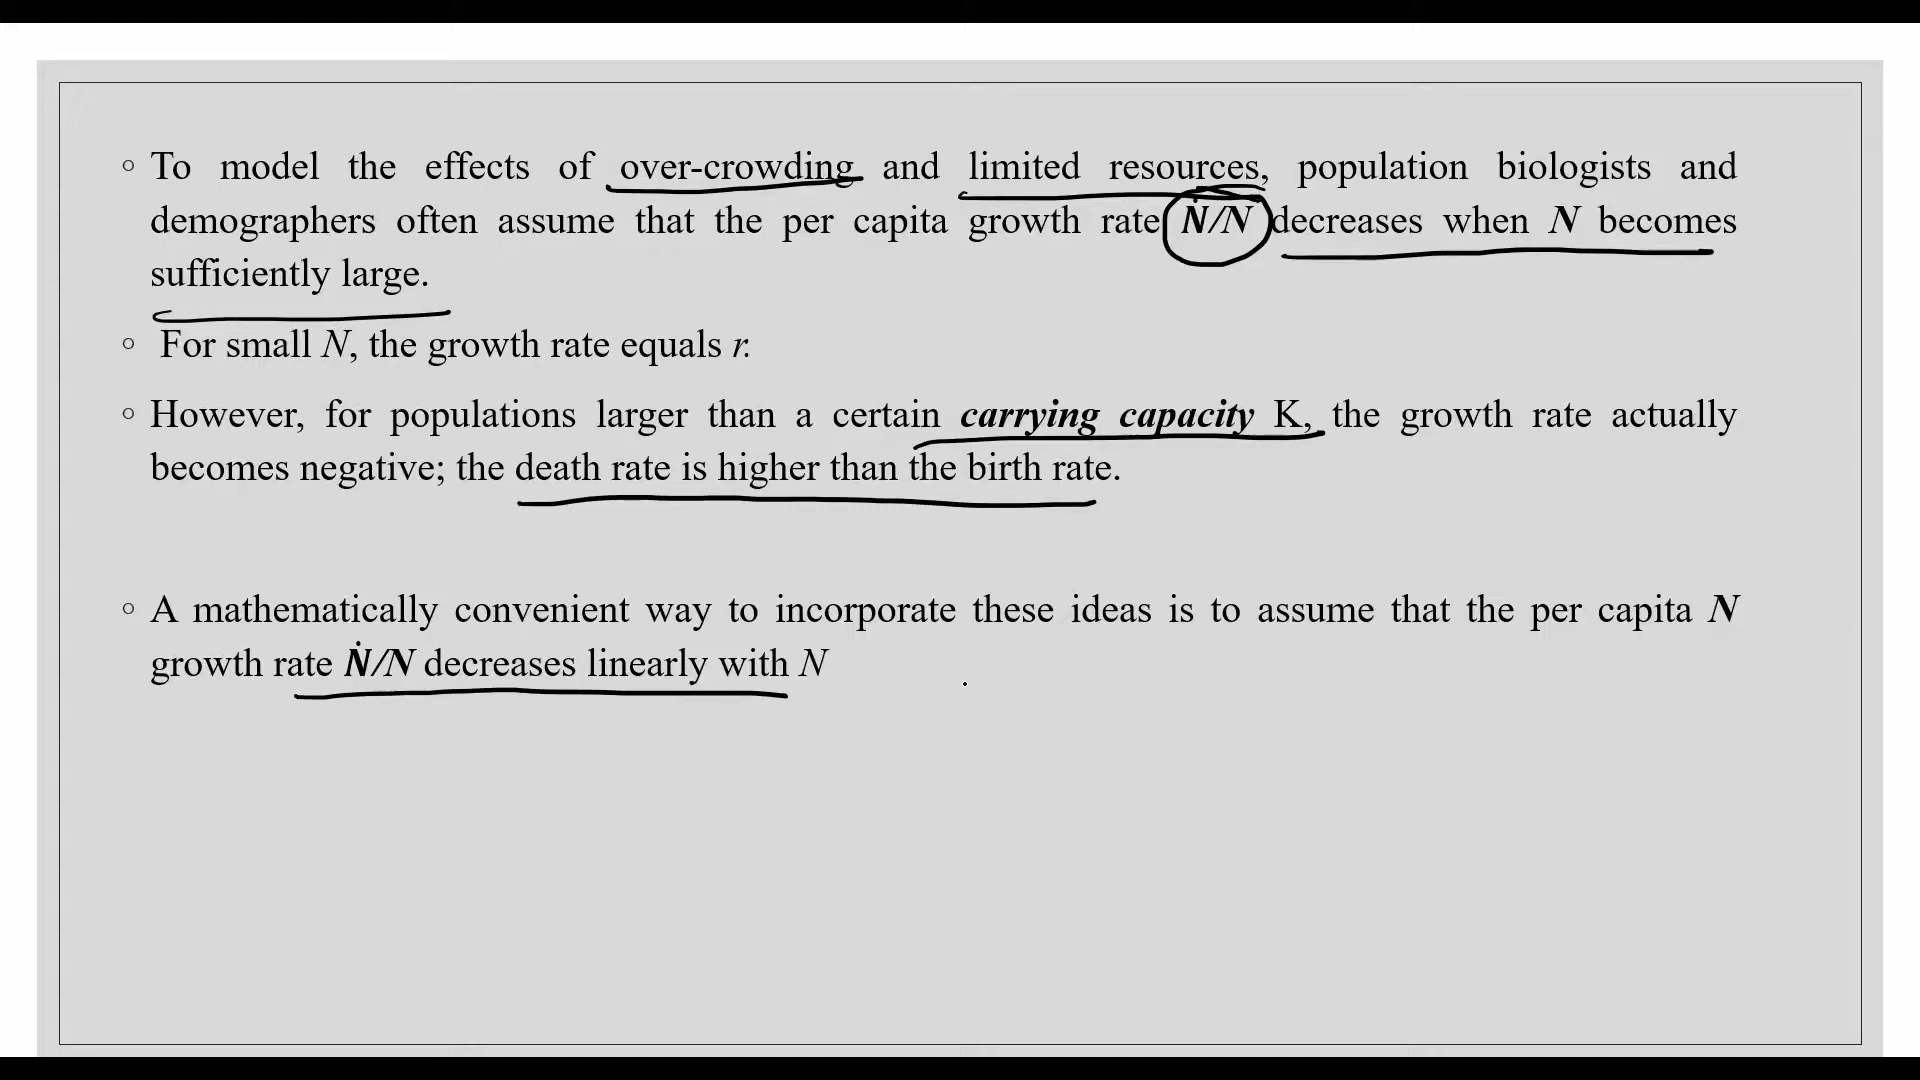 ◦ To model the effects of over-crowding and limited resources, population biologists and
demographers often assume that the per capita growth rate Ṅ/N decreases when N becomes
sufficiently large.
◦ For small N, the growth rate equals r.
◦ However, for populations larger than a certain carrying capacity K, the growth rate actually
becomes negative; the death rate is higher than the birth rate.
◦ A mathematically convenient way to incorporate these ideas is to assume that the per capita N
growth rate Ṅ/N decreases linearly with N